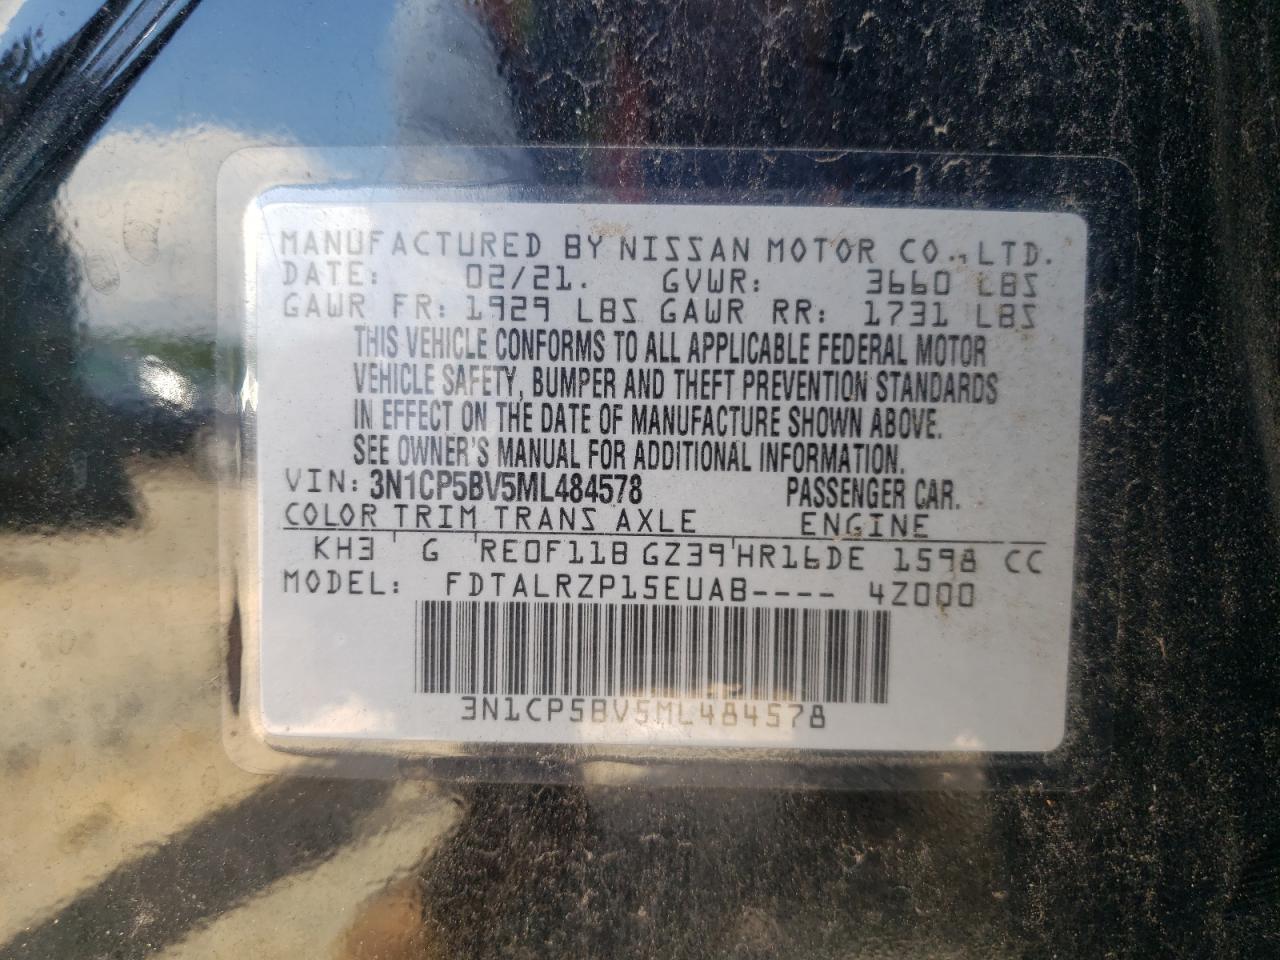 MANUFACTURED BY NISSAN MOTOR CO., LTD.
DATE: 02/21. GVWR: 3660 LBS
GAWR FR: 1929 LBS GAWR RR: 1731 LBS
THIS VEHICLE CONFORMS TO ALL APPLICABLE FEDERAL MOTOR
VEHICLE SAFETY, BUMPER AND THEFT PREVENTION STANDARDS
IN EFFECT ON THE DATE OF MANUFACTURE SHOWN ABOVE.
SEE OWNER'S MANUAL FOR ADDITIONAL INFORMATION.
VIN: 3N1CP5BV5ML484578 PASSENGER CAR.
COLOR TRIM TRANS AXLE ENGINE
KH3 ' G ' RE0F11B GZ39 ' HR16DE 1598 CC
MODEL: FDTALRZP15EUAB---- 4Z000
3N1CP5BV5ML484578